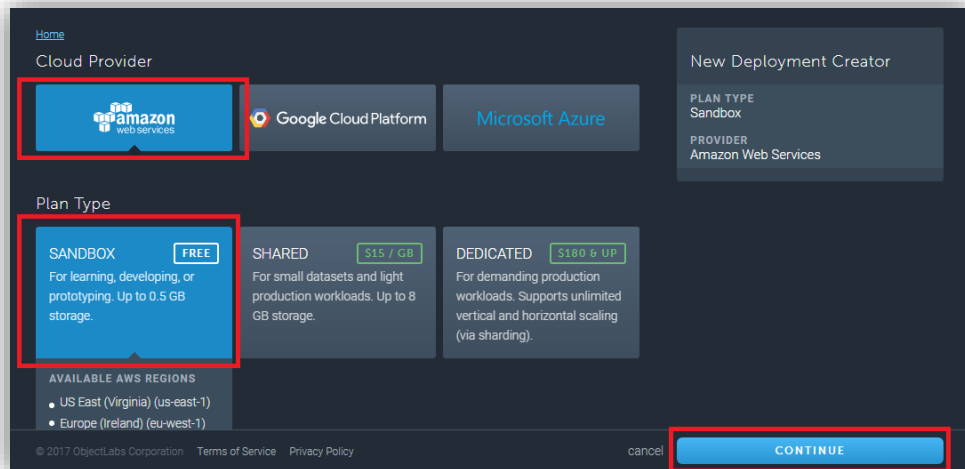 Home
Cloud Provider
amazon
web services
Google Cloud Platform
Microsoft Azure
Plan Type
SANDBOX FREE
For learning, developing, or
prototyping. Up to 0.5 GB
storage.
SHARED $15 / GB
For small datasets and light
production workloads. Up to 8
GB storage.
DEDICATED $180 & UP
For demanding production
workloads. Supports unlimited
vertical and horizontal scaling
(via sharding).
AVAILABLE AWS REGIONS
US East (Virginia) (us-east-1)
Europe (Ireland) (eu-west-1)
New Deployment Creator
PLAN TYPE
Sandbox
PROVIDER
Amazon Web Services
© 2017 ObjectLabs Corporation Terms of Service Privacy Policy
cancel
CONTINUE